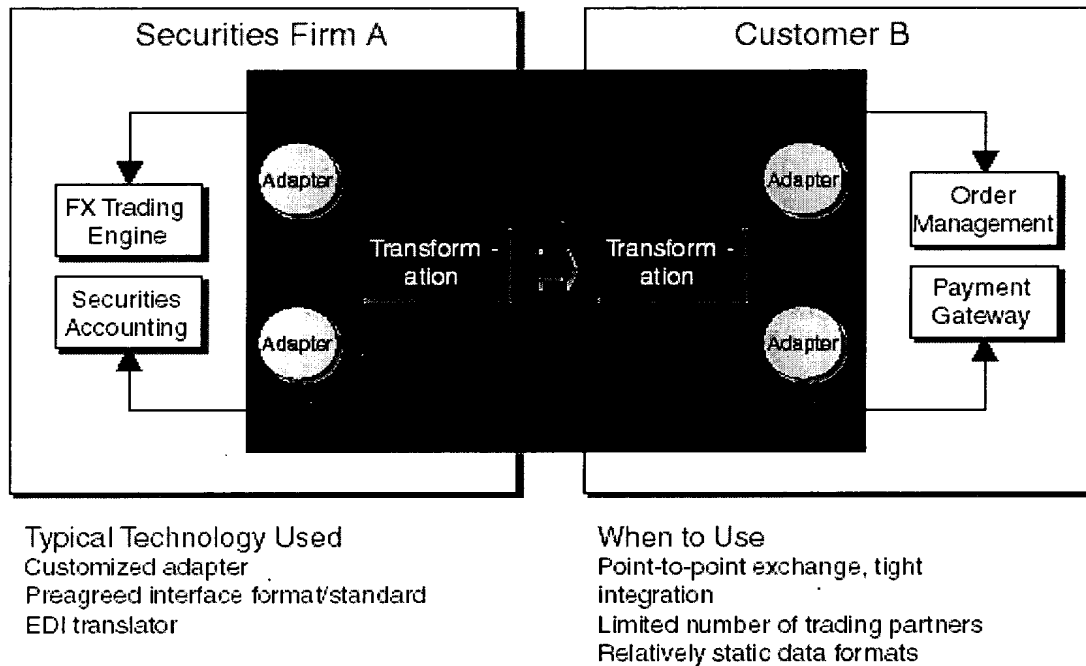 Securities Firm A
Customer B
Adapter
Adapter
FX Trading
Engine
Order
Management
Transform -
ation
Transform -
ation
Securities
Accounting
Payment
Gateway
Adapter
Adapter
Typical Technology Used
Customized adapter
Preagreed interface format/standard
EDI translator
When to Use
Point-to-point exchange, tight
integration
Limited number of trading partners
Relatively static data formats